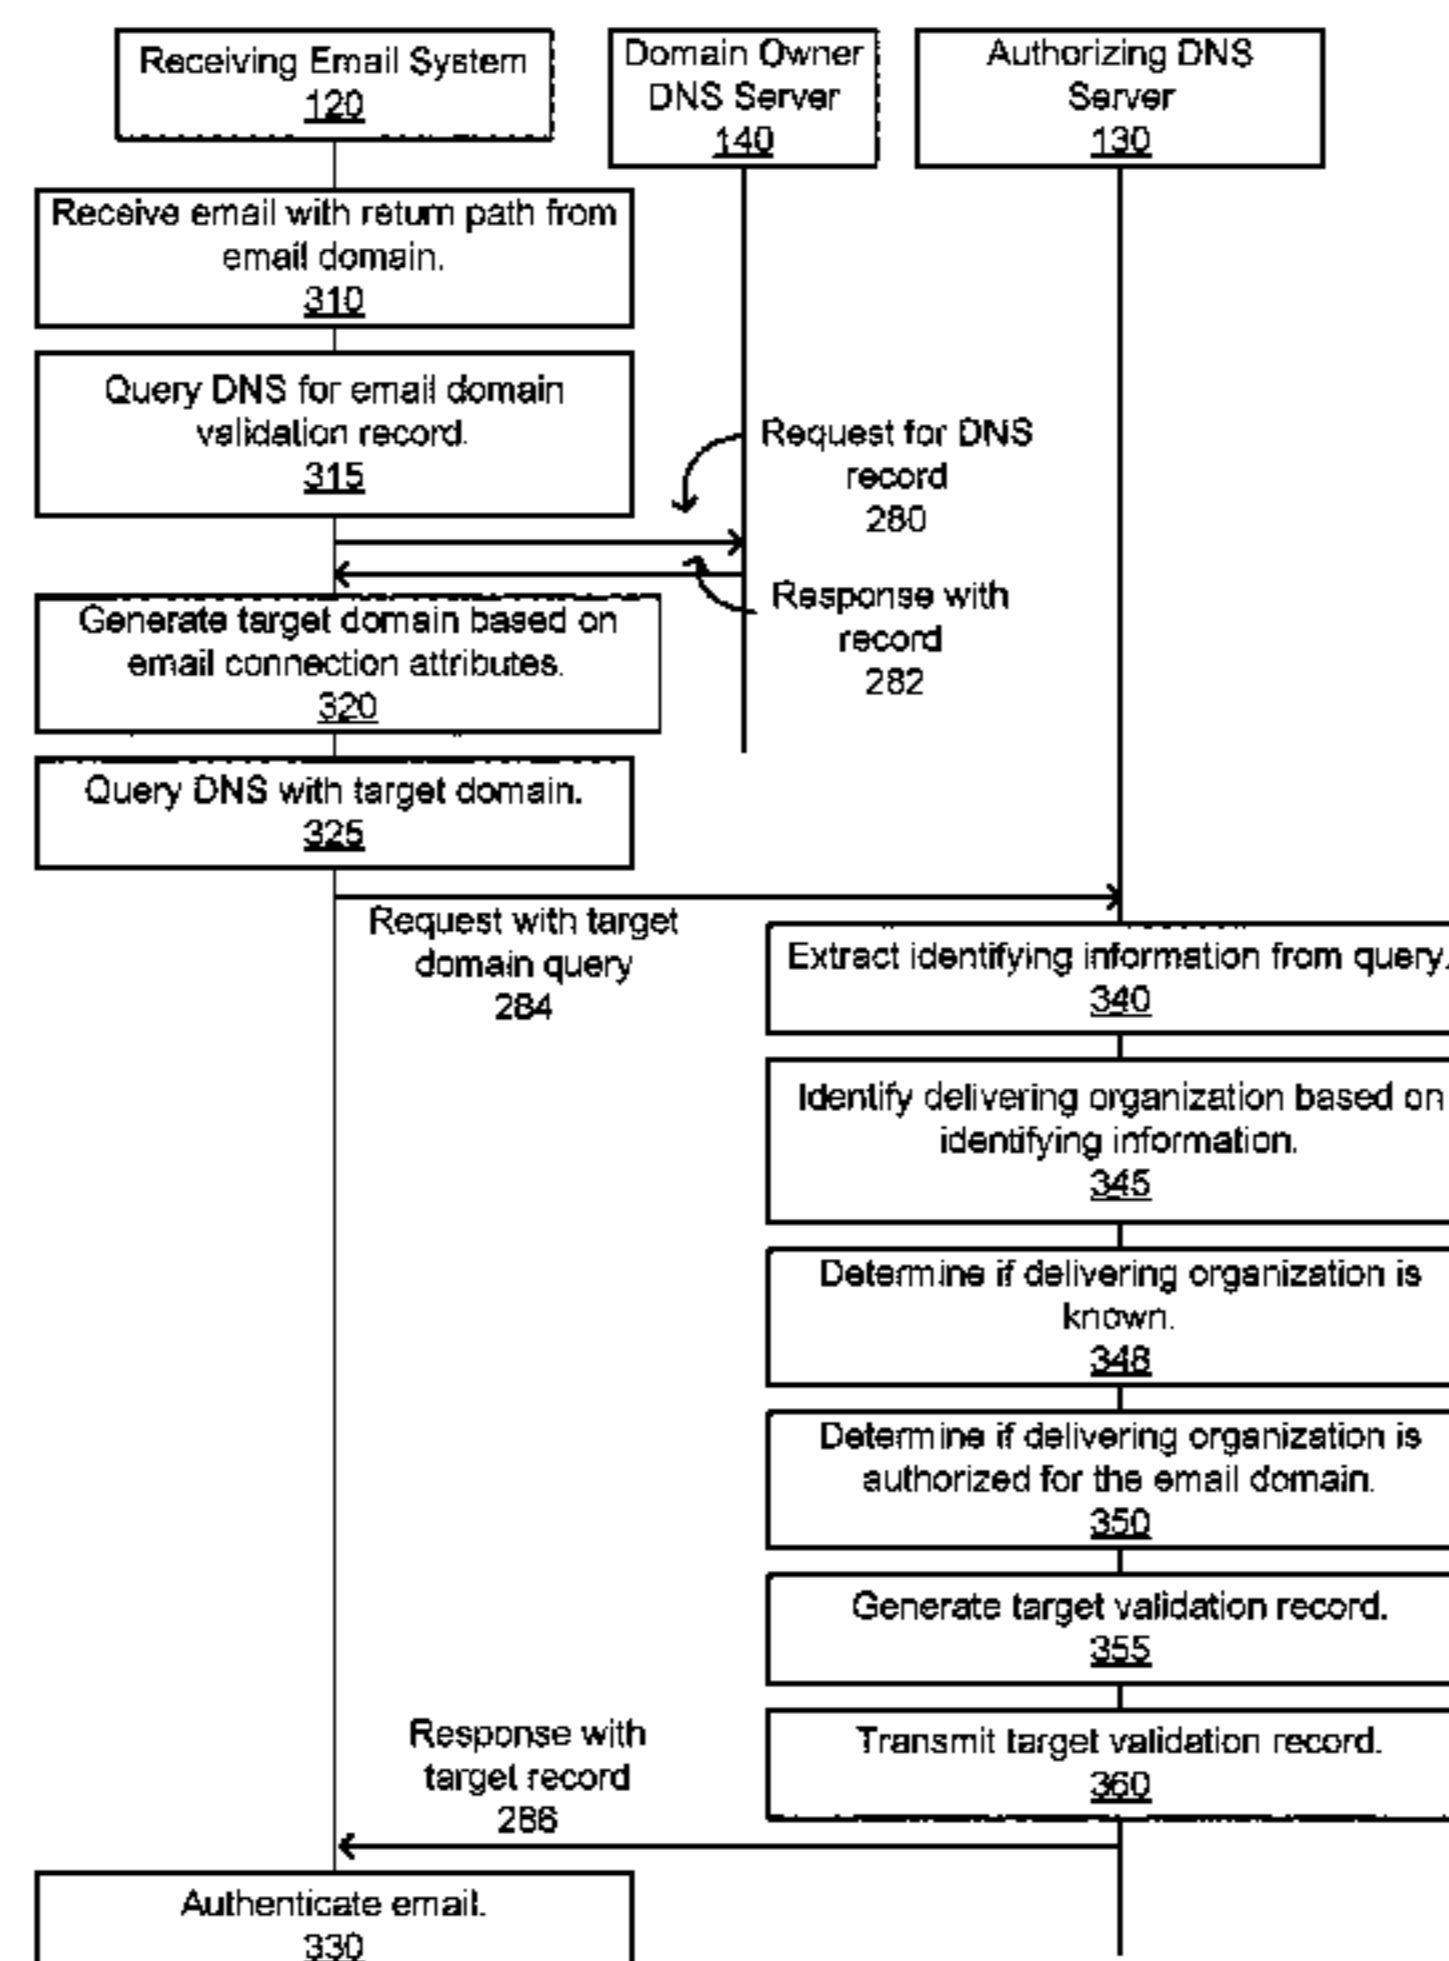 Receiving Email System
120
Domain Owner
DNS Server
140
Authorizing DNS
Server
130
Receive email with return path from
email domain.
310
Query DNS for email domain
validation record.
315
Request for DNS
record
280
Response with
record
282
Generate target domain based on
email connection attributes.
320
Query DNS with target domain.
325
Request with target
domain query
284
Extract identifying information from query.
340
Identify delivering organization based on
identifying information.
345
Determine if delivering organization is
known.
348
Determine if delivering organization is
authorized for the email domain.
350
Generate target validation record.
355
Transmit target validation record.
360
Response with
target record
286
Authenticate email.
330